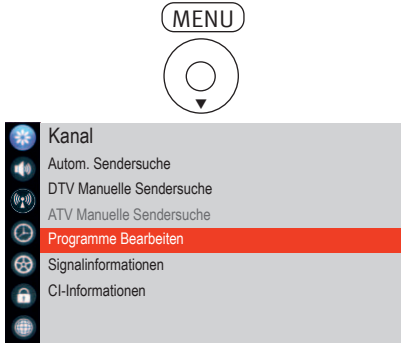 MENU
Kanal
Autom. Sendersuche
DTV Manuelle Sendersuche
ATV Manuelle Sendersuche
Programme Bearbeiten
Signalinformationen
CI-Informationen